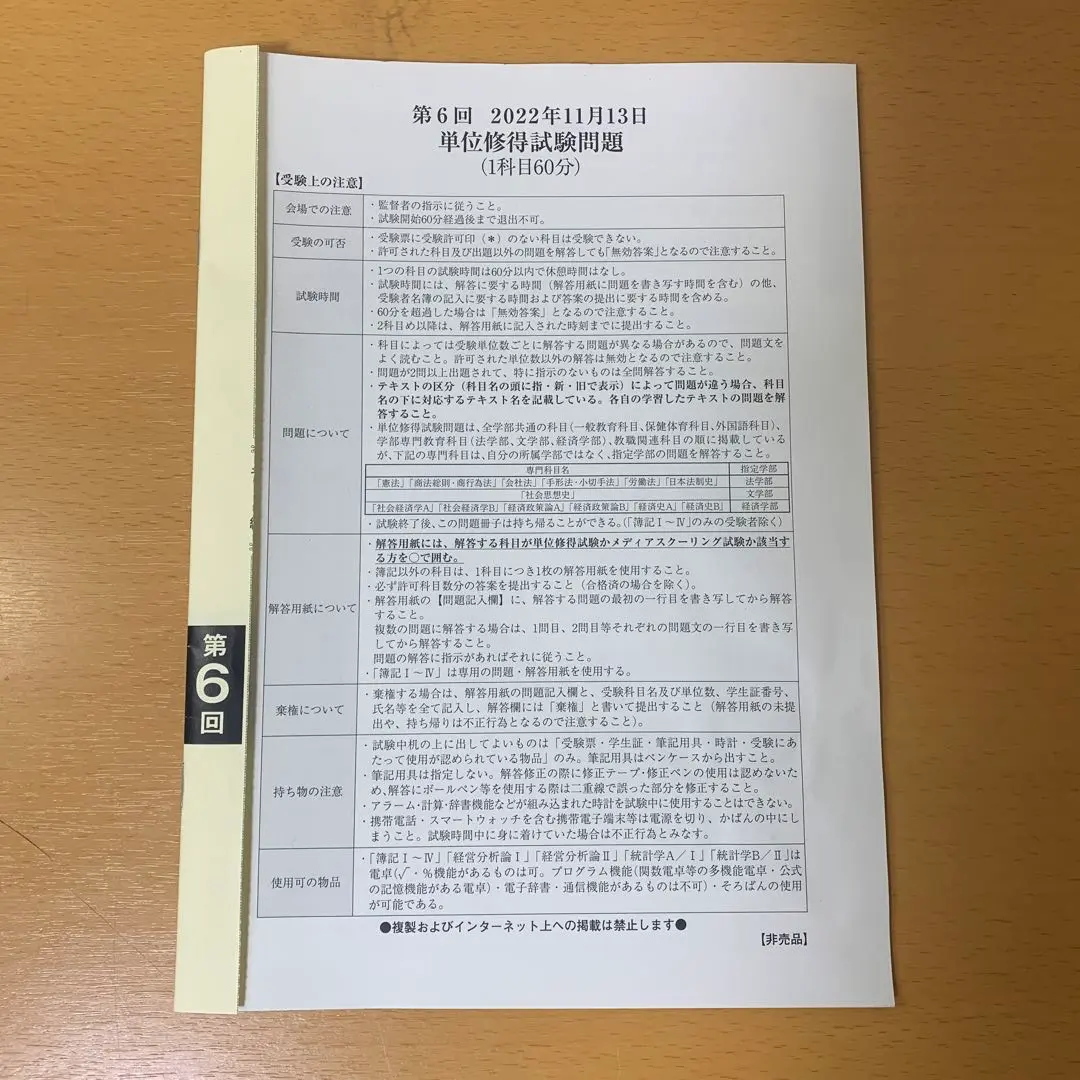 第6回 2022年11月13日
単位修得試験問題
(1科目60分)
【受験上の注意】
会場での注意
・監督者の指示に従うこと。
・試験開始60分経過後まで退出不可。
受験の可否
・受験票に受験許可印(*)のない科目は受験できない。
・許可された科目及び出題以外の問題を解答しても「無効答案」となるので注意すること。
試験時間
・1つの科目の試験時間は60分以内で休憩時間はなし。
・試験時間には、解答に要する時間(解答用紙に問題を書き写す時間を含む)の他、
受験者名簿の記入に要する時間および答案の提出に要する時間を含める。
・60分を超過した場合は「無効答案」となるので注意すること。
・2科目め以降は、解答用紙に記入された時刻までに提出すること。
問題について
・科目によっては受験単位数ごとに解答する問題が異なる場合があるので、問題文を
よく読むこと。許可された単位数以外の解答は無効となるので注意すること。
・問題が2問以上出題されて、特に指示のないものは全問解答すること。
・テキストの区分(科目名の頭に指・新・旧で表示)によって問題が違う場合、科目
名の下に対応するテキスト名を記載している。各自の学習したテキストの問題を解
答すること。
・単位修得試験問題は、全学部共通の科目(一般教育科目、保健体育科目、外国語科目)、
学部専門教育科目(法学部、文学部、経済学部)、教職関連科目の順に掲載している
が、下記の専門科目は、自分の所属学部ではなく、指定学部の問題を解答すること。
専門科目名 指定学部
「憲法」「商法総則・商行為法」「会社法」「手形法・小切手法」「労働法」「日本法制史」 法学部
「社会思想史」 文学部
「社会経済学A」「社会経済学B」「経済政策論A」「経済政策論B」「経済史A」「経済史B」 経済学部
・試験終了後、この問題冊子は持ち帰ることができる。(「簿記Ⅰ〜Ⅳ」のみの受験者除く)
解答用紙について
・解答用紙には、解答する科目が単位修得試験かメディアスクーリング試験か該当す
る方を○で囲む。
・簿記以外の科目は、1科目につき1枚の解答用紙を使用すること。
・必ず許可科目数分の答案を提出すること(合格済の場合を除く)。
・解答用紙の【問題記入欄】に、解答する問題の最初の一行目を書き写してから解答
すること。
複数の問題に解答する場合は、1問目、2問目等それぞれの問題文の一行目を書き写
してから解答すること。
問題の解答に指示があればそれに従うこと。
・「簿記Ⅰ〜Ⅳ」は専用の問題・解答用紙を使用する。
棄権について
・棄権する場合は、解答用紙の問題記入欄と、受験科目名及び単位数、学生証番号、
氏名等を全て記入し、解答欄には「棄権」と書いて提出すること(解答用紙の未提
出や、持ち帰りは不正行為となるので注意すること)。
持ち物の注意
・試験中机の上に出してよいものは「受験票・学生証・筆記用具・時計・受験にあ
たって使用が認められている物品」のみ。筆記用具はペンケースから出すこと。
・筆記用具は指定しない。解答修正の際に修正テープ・修正ペンの使用は認めないた
め、解答にボールペン等を使用する際は二重線で誤った部分を修正すること。
・アラーム・計算・辞書機能などが組み込まれた時計を試験中に使用することはできない。
・携帯電話・スマートウォッチを含む携帯電子端末等は電源を切り、かばんの中にし
まうこと。試験時間中に身に着けていた場合は不正行為とみなす。
使用可の物品
・「簿記Ⅰ〜Ⅳ」「経営分析論Ⅰ」「経営分析論Ⅱ」「統計学A/Ⅰ」「統計学B/Ⅱ」は
電卓(√・%機能があるものは可。プログラム機能(関数電卓等の多機能電卓・公式
の記憶機能がある電卓)・電子辞書・通信機能があるものは不可)・そろばんの使用
が可能である。
●複製およびインターネット上への掲載は禁止します●
【非売品】
第
6
回